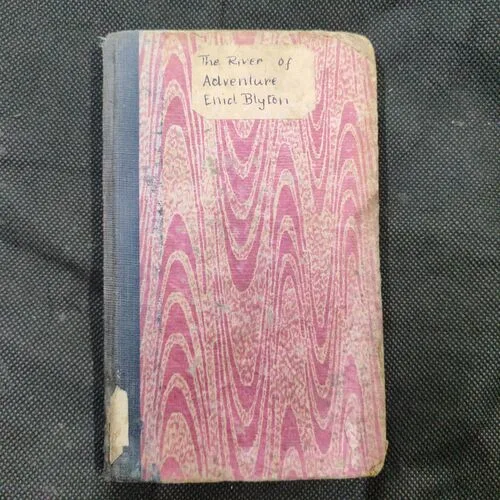 The River of
Adventure
Enid Blyton